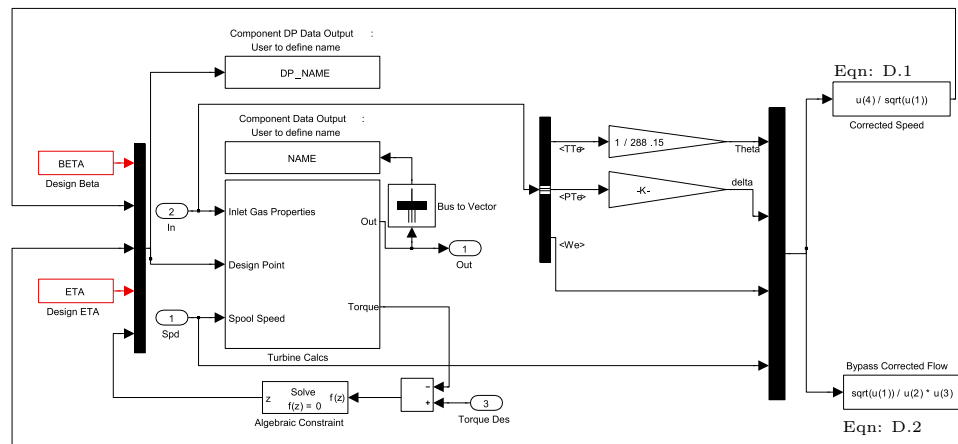 Component DP Data Output :
User to define name
DP_NAME
Eqn: D.1
u(4) / sqrt(u(1))
Corrected Speed
Component Data Output :
User to define name
NAME
<TTe>
1 / 288 .15
Theta
BETA
Design Beta
<PTe>
-K-
delta
2
In
Inlet Gas Properties
Bus to Vector
Out
1
Out
<We>
Design Point
ETA
Design ETA
Torque
1
Spd
Spool Speed
Turbine Calcs
Bypass Corrected Flow
sqrt(u(1)) / u(2) * u(3)
Eqn: D.2
z
Solve
f(z) = 0
f(z)
Algebraic Constraint
−
+
3
Torque Des